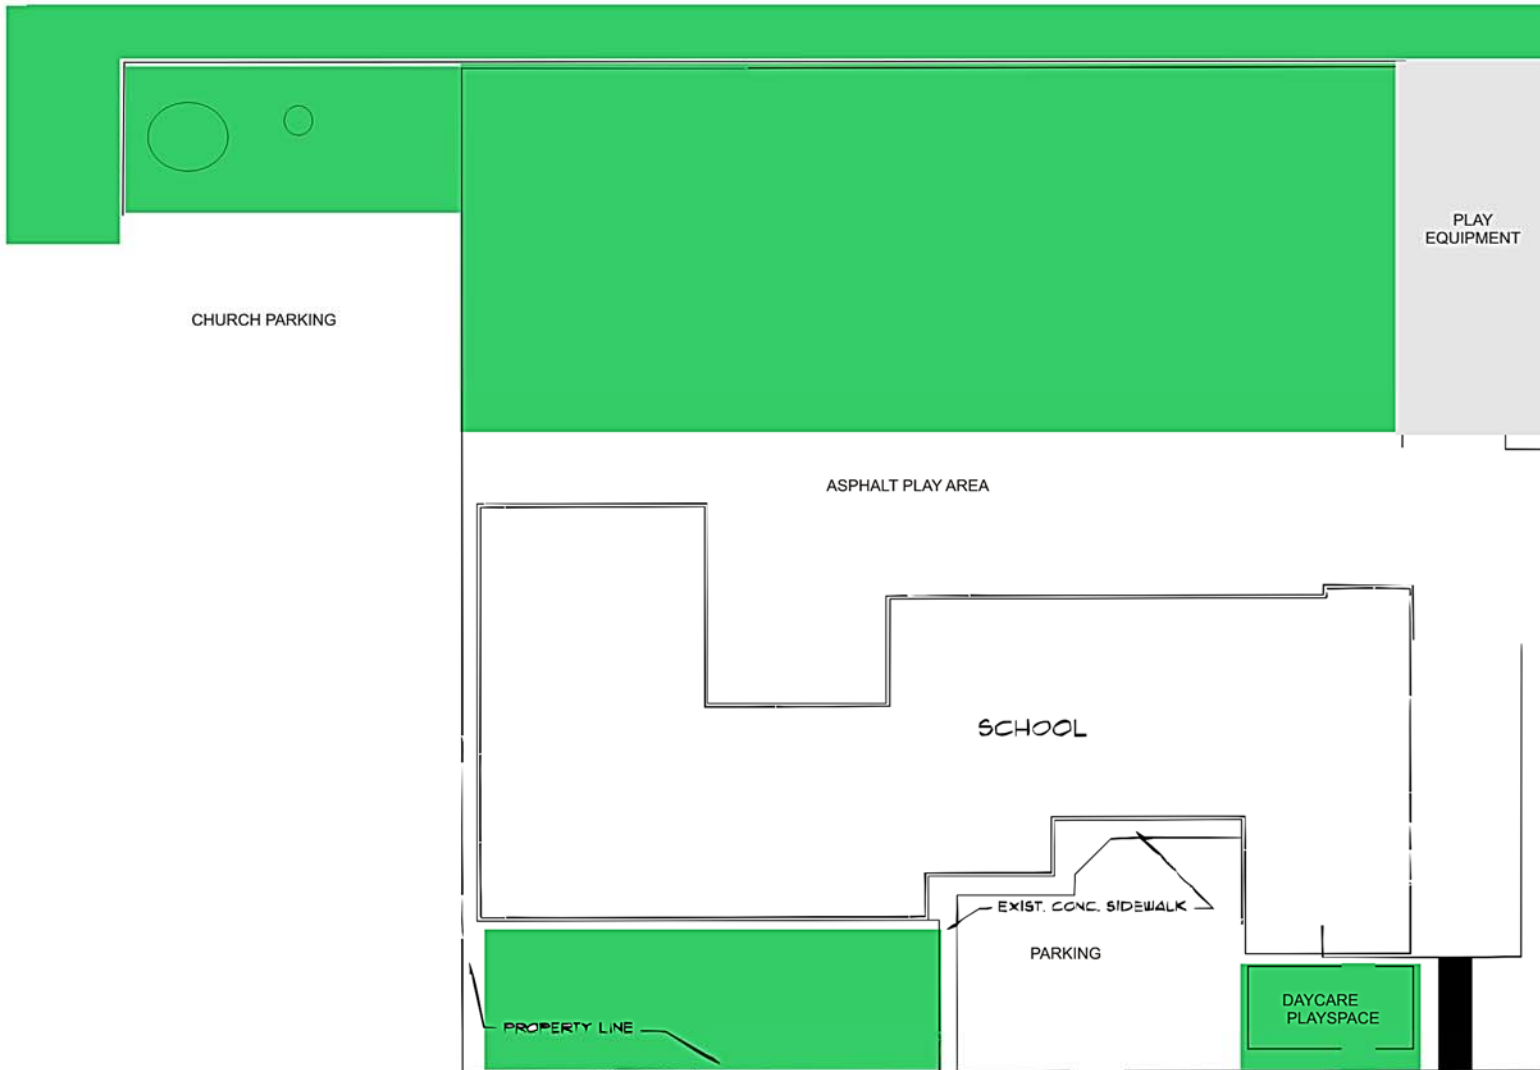 PLAY
EQUIPMENT
CHURCH PARKING
ASPHALT PLAY AREA
SCHOOL
EXIST. CONC. SIDEWALK
PARKING
DAYCARE
PLAYSPACE
PROPERTY LINE